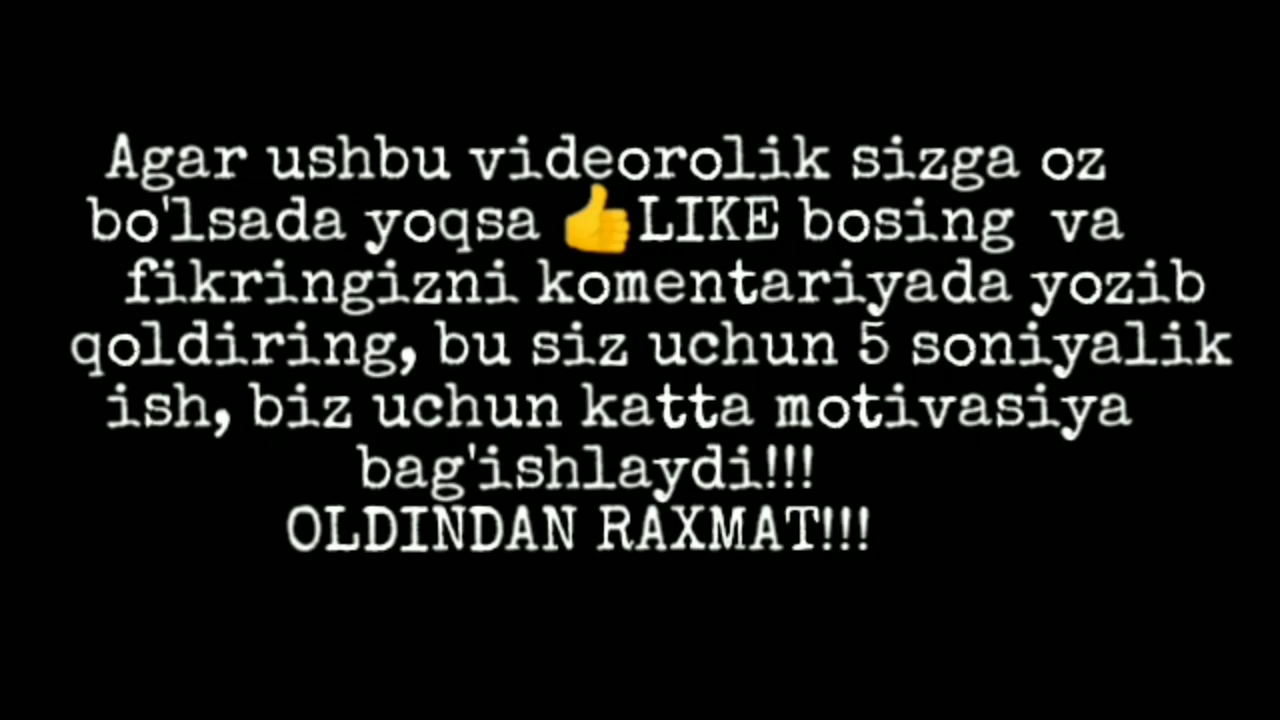 Agar ushbu videorolik sizga oz
bo'lsada yoqsa 👍LIKE bosing va
fikringizni komentariyada yozib
qoldiring, bu siz uchun 5 soniyalik
ish, biz uchun katta motivasiya
bag'ishlaydi!!!
OLDINDAN RAXMAT!!!